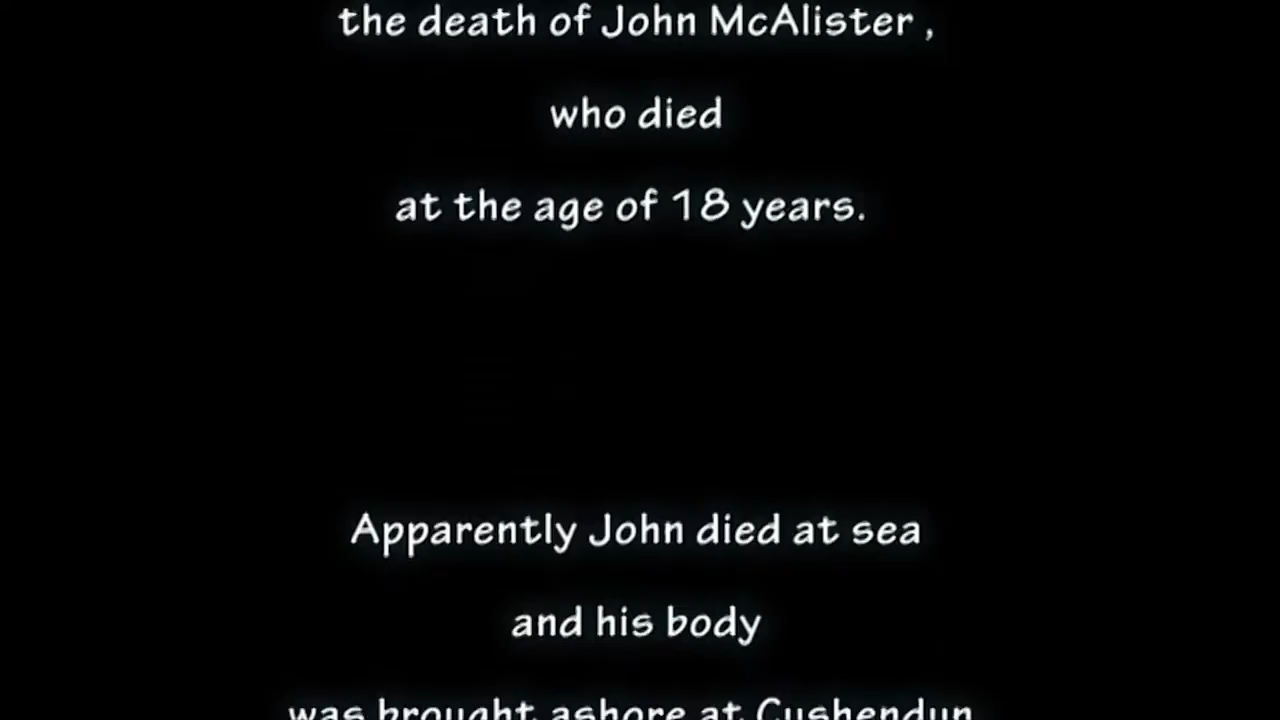 the death of John McAlister ,
who died
at the age of 18 years.
Apparently John died at sea
and his body
was brought ashore at Cushendun